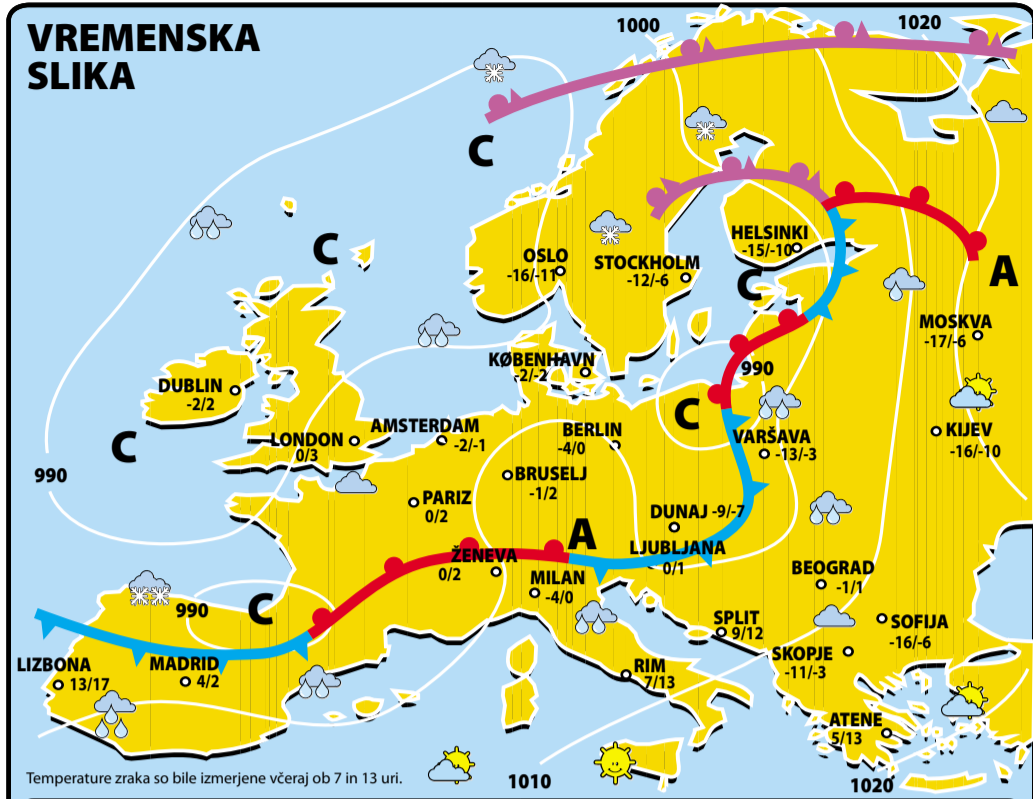 VREMENSKA
SLIKA
1000
1020
C
C
OSLO
-16/-11
STOCKHOLM
-12/-6
HELSINKI
-15/-10
C
A
MOSKVA
-17/-6
KØBENHAVN
-2/-2
990
DUBLIN
-2/2
C
C
LONDON
0/3
AMSTERDAM
-2/-1
BERLIN
-4/0
VARŠAVA
-13/-3
KIJEV
-16/-10
990
BRUSELJ
-1/2
PARIZ
0/2
DUNAJ -9/-7
A
LJUBLJANA
0/1
ŽENEVA
0/2
MILAN
-4/0
BEOGRAD
-1/1
990
C
SPLIT
9/12
SOFIJA
-16/-6
SKOPJE
-11/-3
LIZBONA
13/17
MADRID
4/2
RIM
7/13
ATENE
5/13
Temperature zraka so bile izmerjene včeraj ob 7 in 13 uri.
1010
1020